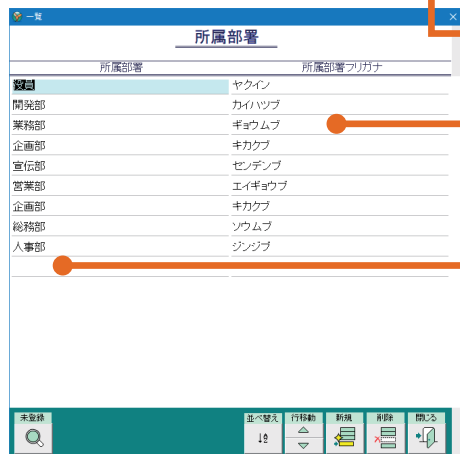 一覧
所属部署
所属部署 所属部署フリガナ
役員 ヤクイン
開発部 カイハツブ
業務部 ギョウムブ
企画部 キカクブ
宣伝部 センデンブ
営業部 エイギョウブ
企画部 キカクブ
総務部 ソウムブ
人事部 ジンジブ
未登録 並べ替え 行移動 新規 削除 閉じる